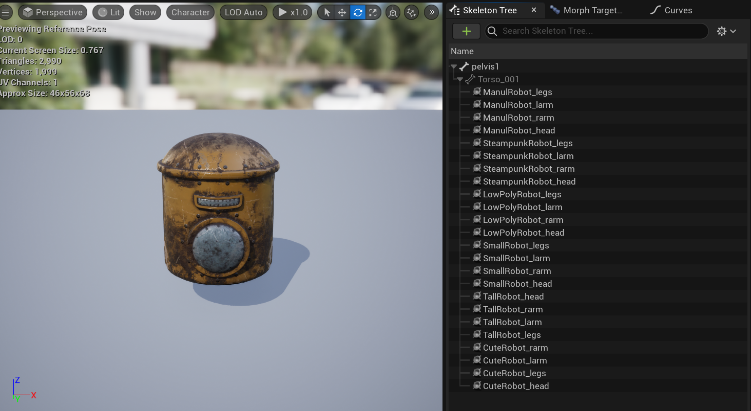 Perspective
Lit
Show
Character
LOD Auto
x1.0
Previewing Reference Pose
LOD: 0
Current Screen Size: 0.767
Triangles: 2,990
Vertices: 1,999
UV Channels: 1
Approx Size: 46x56x68
Z
X
Skeleton Tree
Morph Target..
Curves
Search Skeleton Tree...
Name
pelvis1
Torso_001
ManulRobot_legs
ManulRobot_larm
ManulRobot_rarm
ManulRobot_head
SteampunkRobot_legs
SteampunkRobot_larm
SteampunkRobot_rarm
SteampunkRobot_head
LowPolyRobot_legs
LowPolyRobot_larm
LowPolyRobot_rarm
LowPolyRobot_head
SmallRobot_legs
SmallRobot_larm
SmallRobot_rarm
SmallRobot_head
TallRobot_head
TallRobot_rarm
TallRobot_larm
TallRobot_legs
CuteRobot_rarm
CuteRobot_larm
CuteRobot_legs
CuteRobot_head